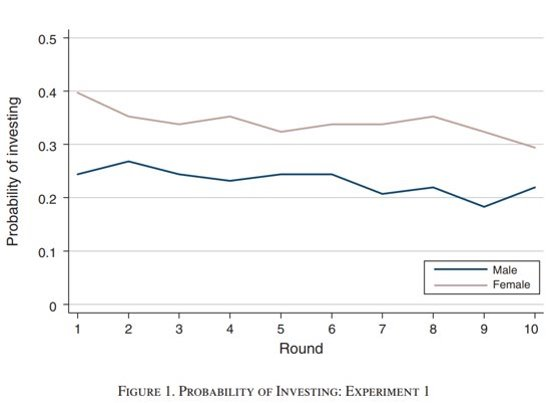 0.5
0.4
0.3
0.2
0.1
0
Probability of investing
1 2 3 4 5 6 7 8 9 10
Round
Male
Female
FIGURE 1. PROBABILITY OF INVESTING: EXPERIMENT 1